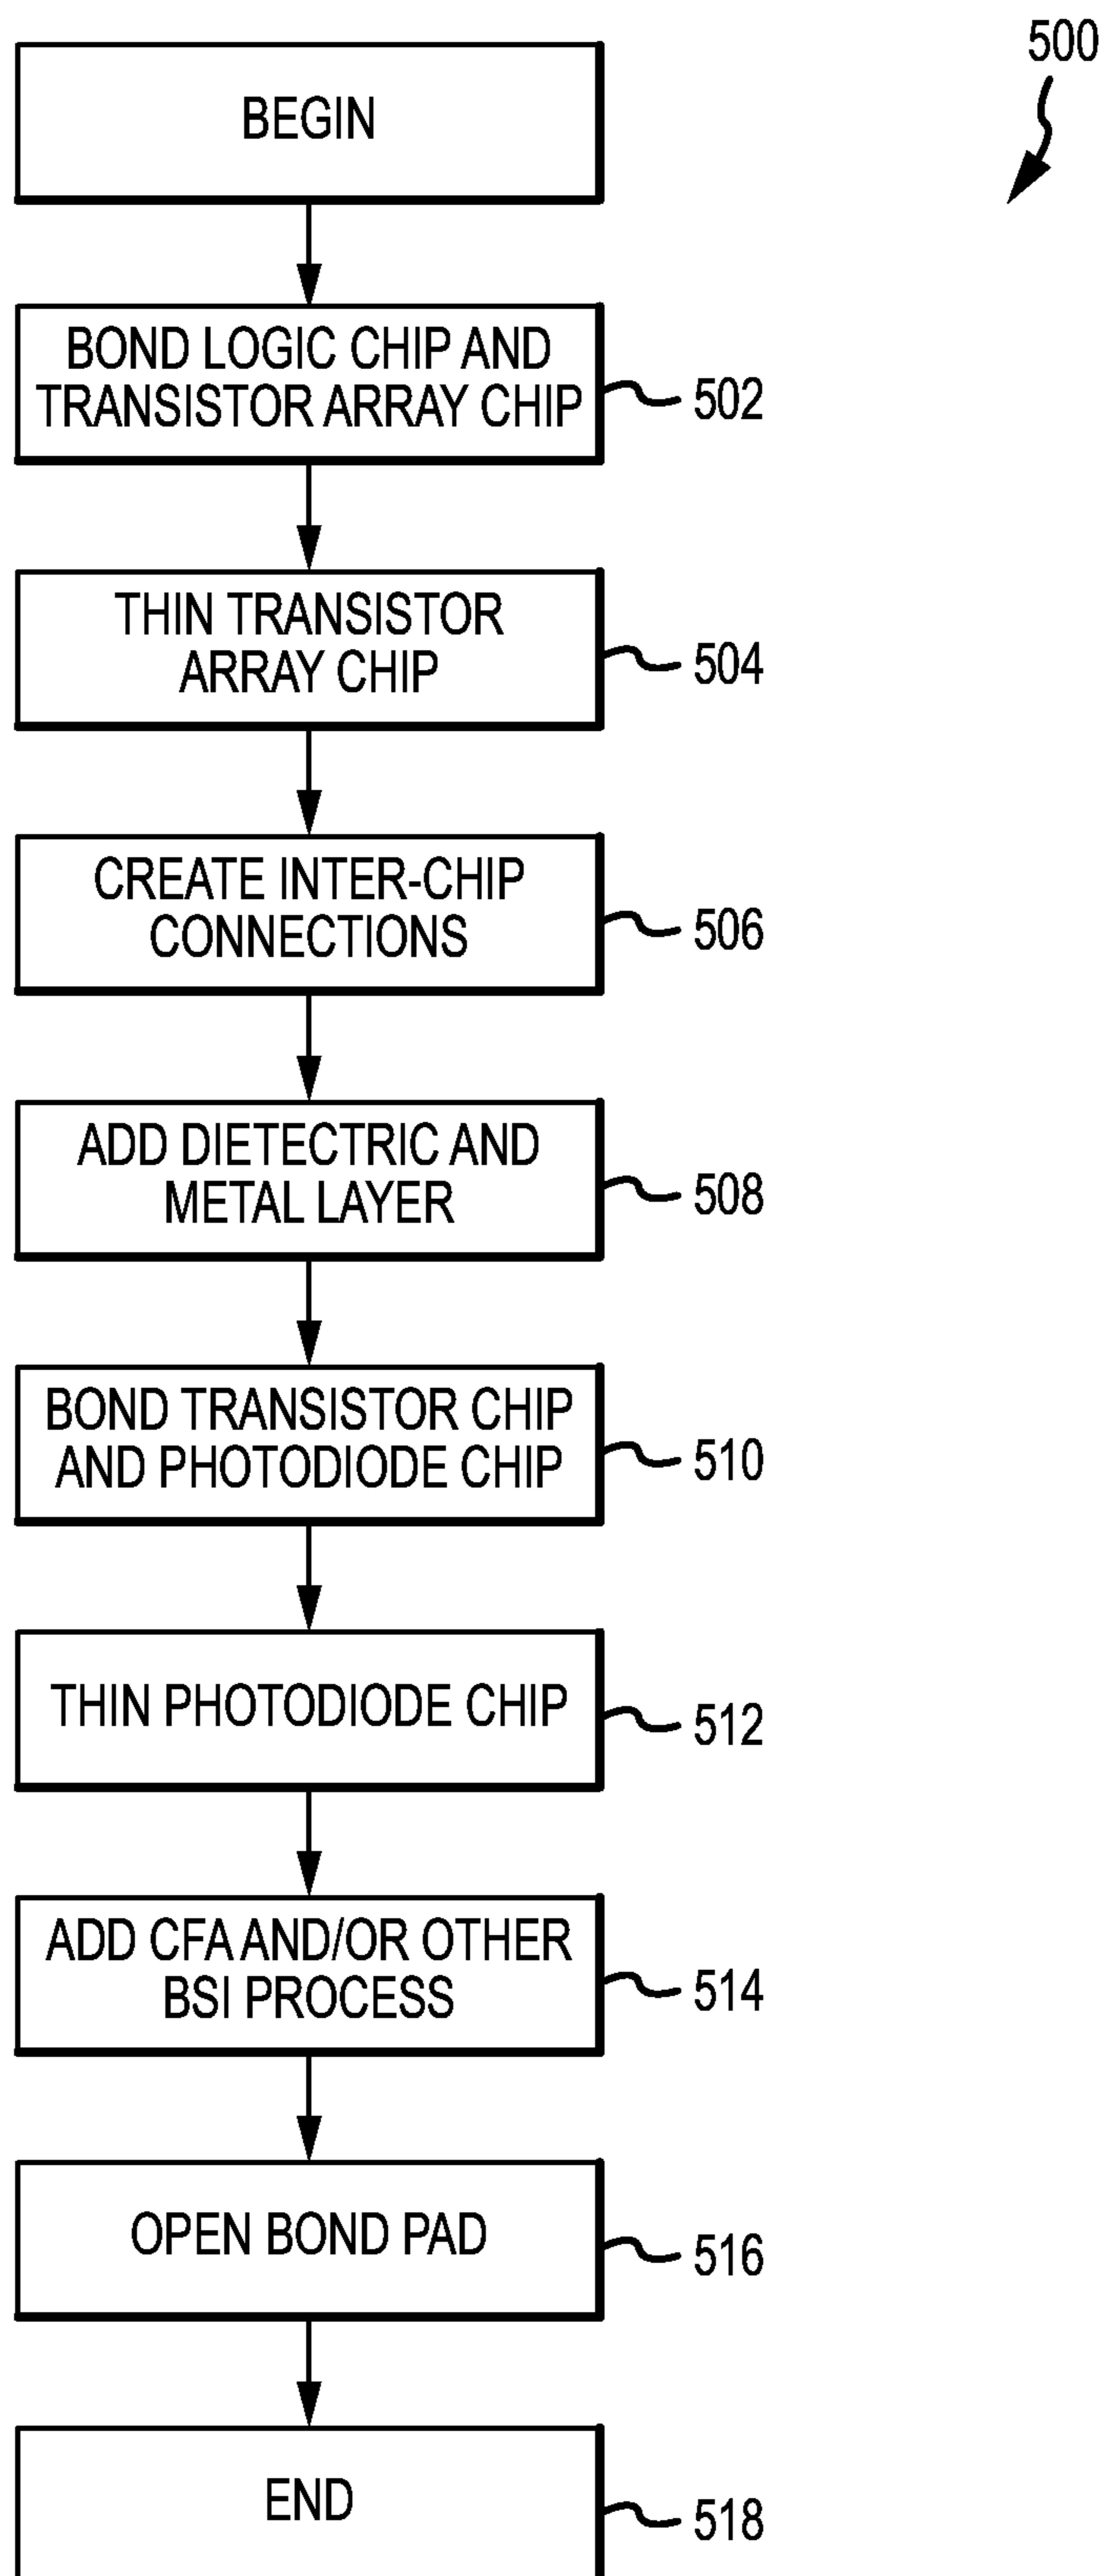 500
BEGIN
BOND LOGIC CHIP AND
TRANSISTOR ARRAY CHIP
502
THIN TRANSISTOR
ARRAY CHIP
504
CREATE INTER-CHIP
CONNECTIONS
506
ADD DIETECTRIC AND
METAL LAYER
508
BOND TRANSISTOR CHIP
AND PHOTODIODE CHIP
510
THIN PHOTODIODE CHIP
512
ADD CFA AND/OR OTHER
BSI PROCESS
514
OPEN BOND PAD
516
END
518